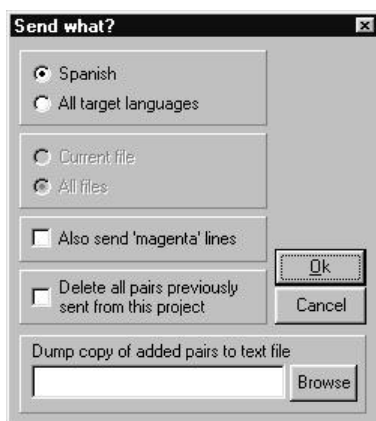 Send what?
Spanish
All target languages
Current file
All files
Also send 'magenta' lines
Delete all pairs previously
sent from this project
Ok
Cancel
Dump copy of added pairs to text file
Browse